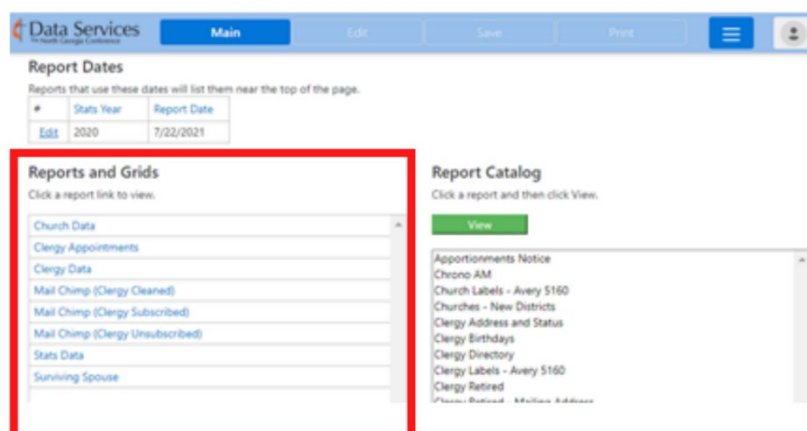 Data Services
The North Georgia Conference
Main
Edit
Save
Print
Report Dates
Reports that use these dates will list them near the top of the page.
# Stats Year Report Date
Edit 2020 7/22/2021
Reports and Grids
Click a report link to view.
Church Data
Clergy Appointments
Clergy Data
Mail Chimp (Clergy Cleaned)
Mail Chimp (Clergy Subscribed)
Mail Chimp (Clergy Unsubscribed)
Stats Data
Surviving Spouse
Report Catalog
Click a report and then click View.
View
Apportionments Notice
Chrono AM
Church Labels - Avery 5160
Churches - New Districts
Clergy Address and Status
Clergy Birthdays
Clergy Directory
Clergy Labels - Avery 5160
Clergy Retired
Clergy Retired - Mailing Address